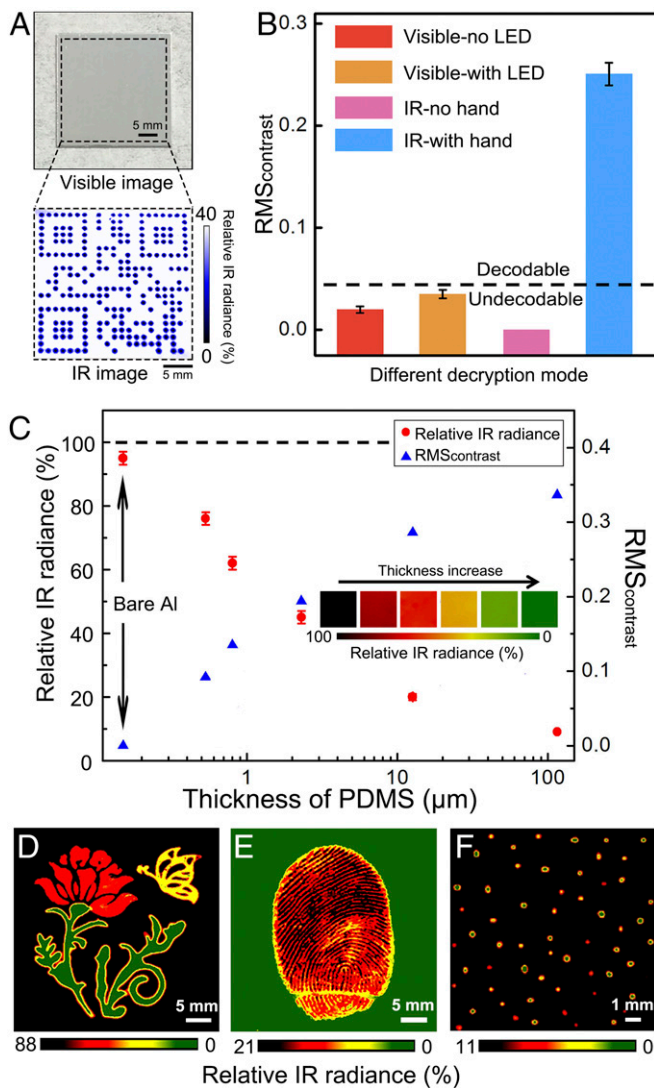 A
5 mm
Visible image
40
Relative IR radiance (%)
0
IR image
5 mm
B
RMScontrast
0.3
0.2
0.1
0.0
Visible-no LED
Visible-with LED
IR-no hand
IR-with hand
Decodable
Undecodable
Different decryption mode
C
Relative IR radiance (%)
100
80
60
40
20
0
Bare Al
Relative IR radiance
RMScontrast
Thickness increase
100
0
Relative IR radiance (%)
0.4
0.3
0.2
0.1
0.0
RMScontrast
1
10
100
Thickness of PDMS (μm)
D
5 mm
88
0
E
5 mm
21
0
F
1 mm
11
0
Relative IR radiance (%)